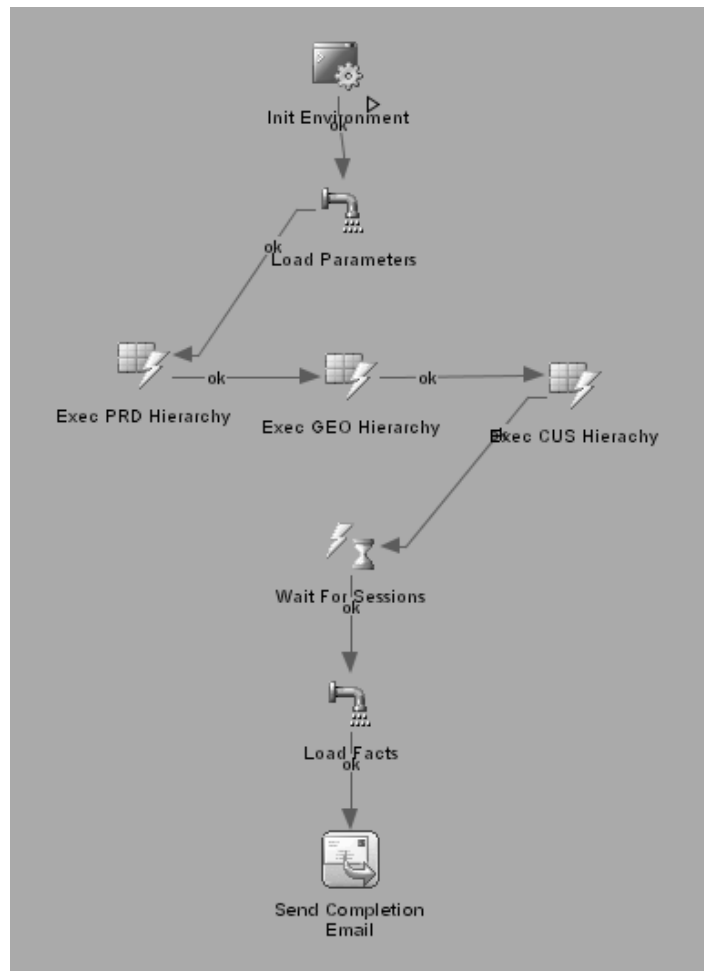 Init Environment
ok
ok
Load Parameters
ok
ok
Exec PRD Hierarchy
Exec GEO Hierarchy
Exec CUS Hierachy
ok
Wait For Sessions
ok
Load Facts
ok
Send Completion
Email